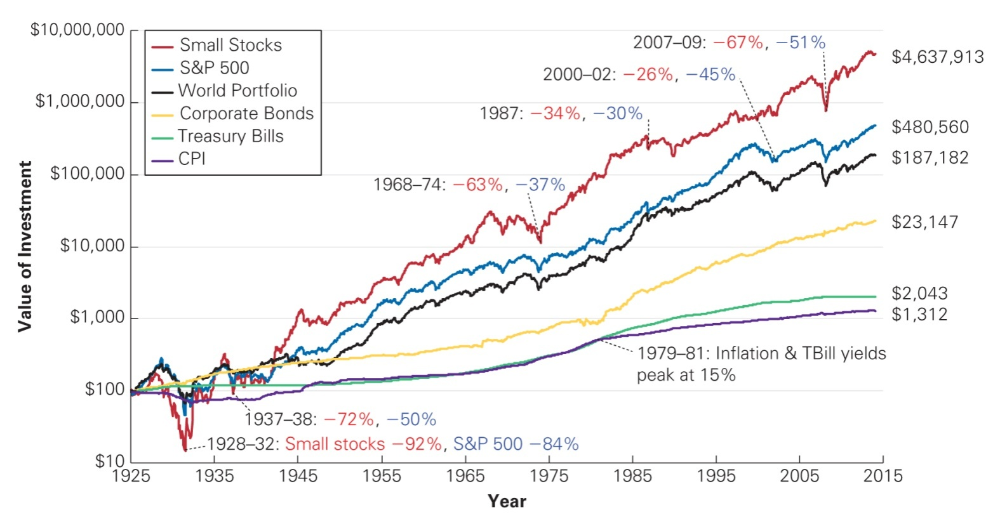 $10,000,000
$1,000,000
$100,000
$10,000
$1,000
$100
$10
Value of Investment
Small Stocks
S&P 500
World Portfolio
Corporate Bonds
Treasury Bills
CPI
2007–09: −67%, −51%
2000–02: −26%, −45%
1987: −34%, −30%
1968–74: −63%, −37%
1979–81: Inflation & TBill yields
peak at 15%
1937–38: −72%, −50%
1928–32: Small stocks −92%, S&P 500 −84%
$4,637,913
$480,560
$187,182
$23,147
$2,043
$1,312
1925 1935 1945 1955 1965 1975 1985 1995 2005 2015
Year